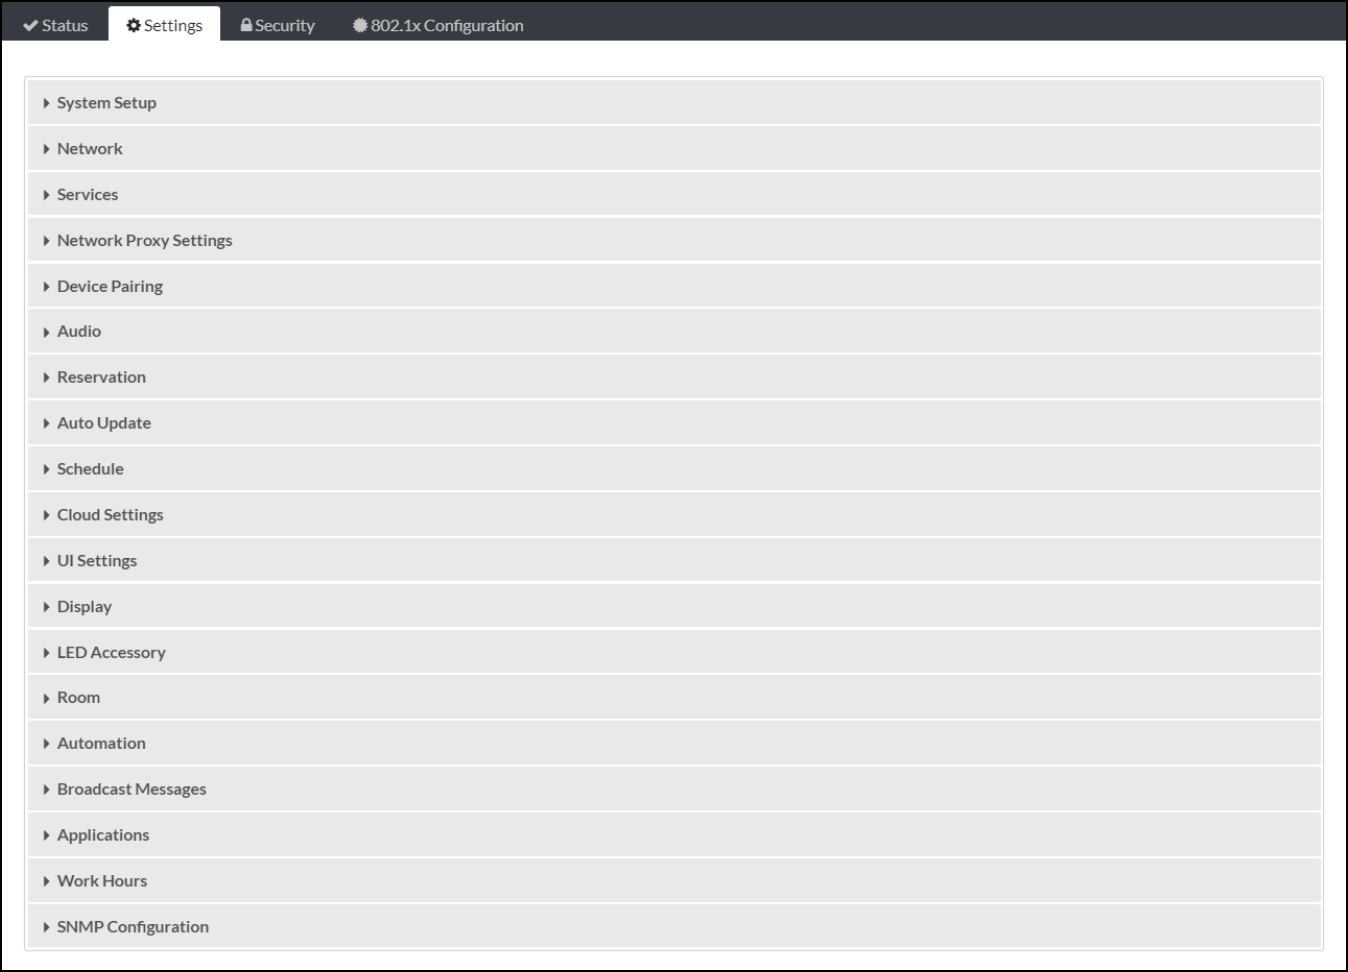 Status Settings Security 802.1x Configuration
System Setup
Network
Services
Network Proxy Settings
Device Pairing
Audio
Reservation
Auto Update
Schedule
Cloud Settings
UI Settings
Display
LED Accessory
Room
Automation
Broadcast Messages
Applications
Work Hours
SNMP Configuration